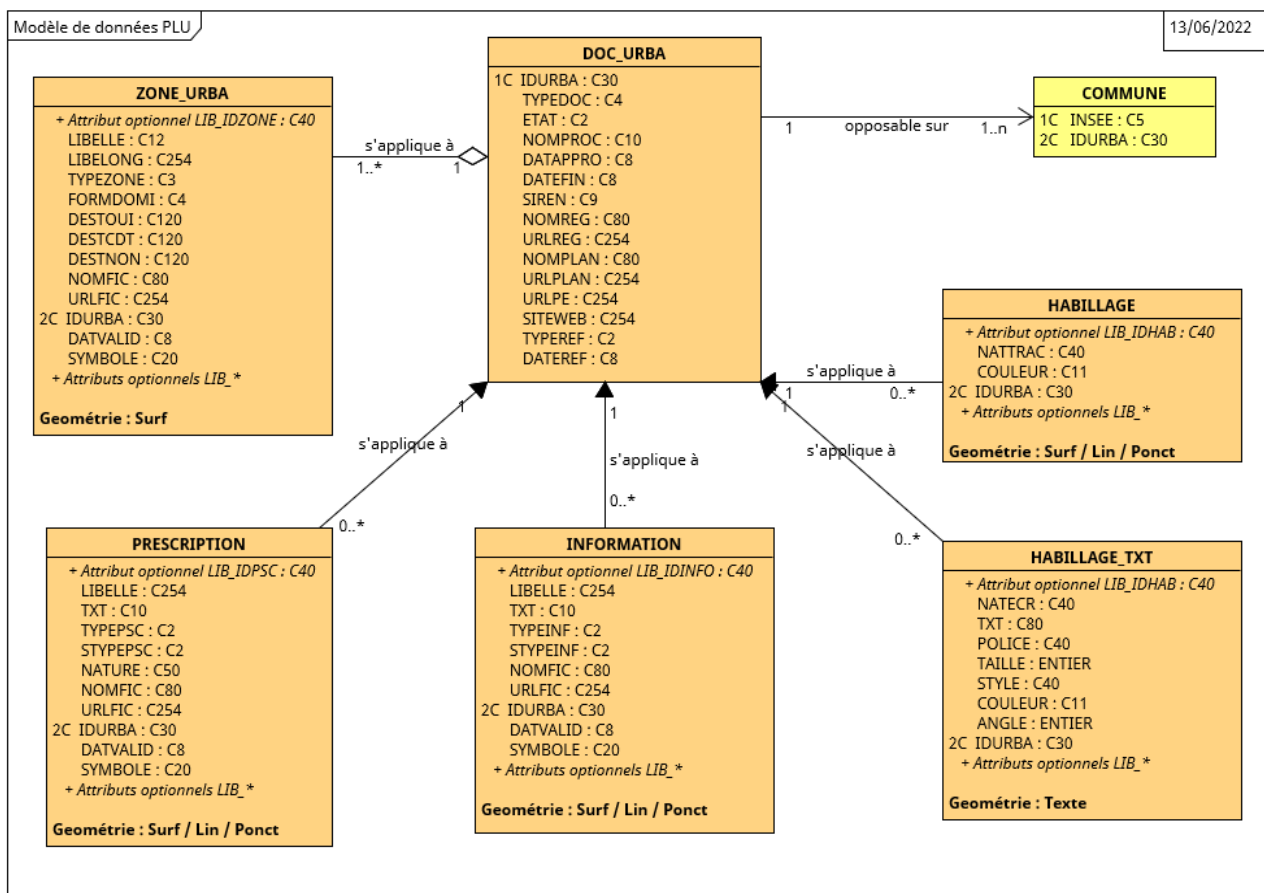 Modèle de données PLU
13/06/2022
DOC_URBA
1C IDURBA : C30
TYPEDOC : C4
ETAT : C2
NOMPROC : C10
DATAPPRO : C8
DATEFIN : C8
SIREN : C9
NOMREG : C80
URLREG : C254
NOMPLAN : C80
URLPLAN : C254
URLPE : C254
SITEWEB : C254
TYPEREF : C2
DATEREF : C8
ZONE_URBA
+ Attribut optionnel LIB_IDZONE : C40
LIBELLE : C12
LIBELONG : C254
TYPEZONE : C3
FORMDOMI : C4
DESTOUI : C120
DESTCDT : C120
DESTNON : C120
NOMFIC : C80
URLFIC : C254
2C IDURBA : C30
DATVALID : C8
SYMBOLE : C20
+ Attributs optionnels LIB_*
Geométrie : Surf
s'applique à
1..*
1
COMMUNE
1C INSEE : C5
2C IDURBA : C30
1
opposable sur
1..n
HABILLAGE
+ Attribut optionnel LIB_IDHAB : C40
NATTRAC : C40
COULEUR : C11
2C IDURBA : C30
+ Attributs optionnels LIB_*
Geométrie : Surf / Lin / Ponct
s'applique à
1
0..*
1
s'applique à
0..*
1
s'applique à
0..*
1
s'applique à
0..*
PRESCRIPTION
+ Attribut optionnel LIB_IDPSC : C40
LIBELLE : C254
TXT : C10
TYPEPSC : C2
STYPEPSC : C2
NATURE : C50
NOMFIC : C80
URLFIC : C254
2C IDURBA : C30
DATVALID : C8
SYMBOLE : C20
+ Attributs optionnels LIB_*
Geométrie : Surf / Lin / Ponct
INFORMATION
+ Attribut optionnel LIB_IDINFO : C40
LIBELLE : C254
TXT : C10
TYPEINF : C2
STYPEINF : C2
NOMFIC : C80
URLFIC : C254
2C IDURBA : C30
DATVALID : C8
SYMBOLE : C20
+ Attributs optionnels LIB_*
Geométrie : Surf / Lin / Ponct
HABILLAGE_TXT
+ Attribut optionnel LIB_IDHAB : C40
NATECR : C40
TXT : C80
POLICE : C40
TAILLE : ENTIER
STYLE : C40
COULEUR : C11
ANGLE : ENTIER
2C IDURBA : C30
+ Attributs optionnels LIB_*
Geométrie : Texte